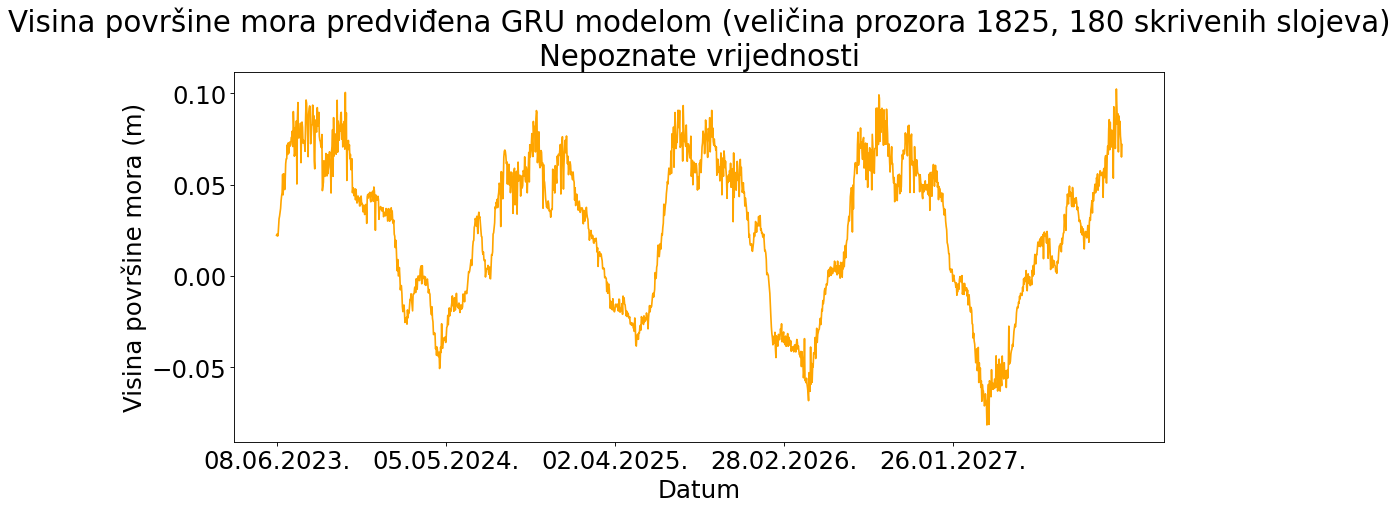 Visina površine mora predviđena GRU modelom (veličina prozora 1825, 180 skrivenih slojeva)
Nepoznate vrijednosti
Visina površine mora (m)
0.10
0.05
0.00
−0.05
08.06.2023. 05.05.2024. 02.04.2025. 28.02.2026. 26.01.2027.
Datum